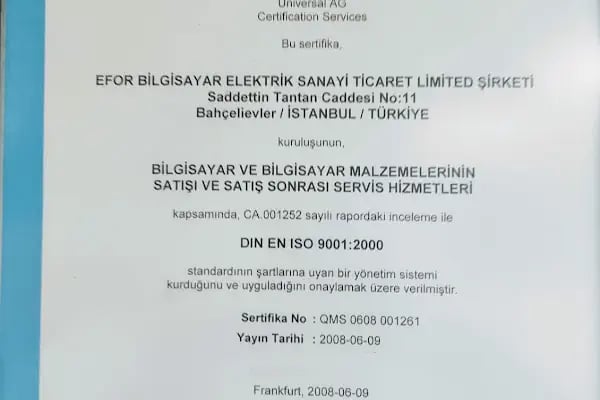 Universal AG
Certification Services
Bu sertifika,
EFOR BİLGİSAYAR ELEKTRİK SANAYİ TİCARET LİMİTED ŞİRKETİ
Saddettin Tantan Caddesi No:11
Bahçelievler / İSTANBUL / TÜRKİYE
kuruluşunun,
BİLGİSAYAR VE BİLGİSAYAR MALZEMELERİNİN
SATIŞI VE SATIŞ SONRASI SERVİS HİZMETLERİ
kapsamında, CA.001252 sayılı rapordaki inceleme ile
DIN EN ISO 9001:2000
standardının şartlarına uyan bir yönetim sistemi
kurduğunu ve uyguladığını onaylamak üzere verilmiştir.
Sertifika No : QMS 0608 001261
Yayın Tarihi : 2008-06-09
Frankfurt, 2008-06-09